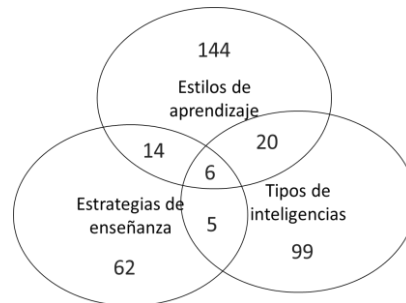 144
Estilos de
aprendizaje
14
20
6
Estrategias de
enseñanza
5
Tipos de
inteligencias
62
99